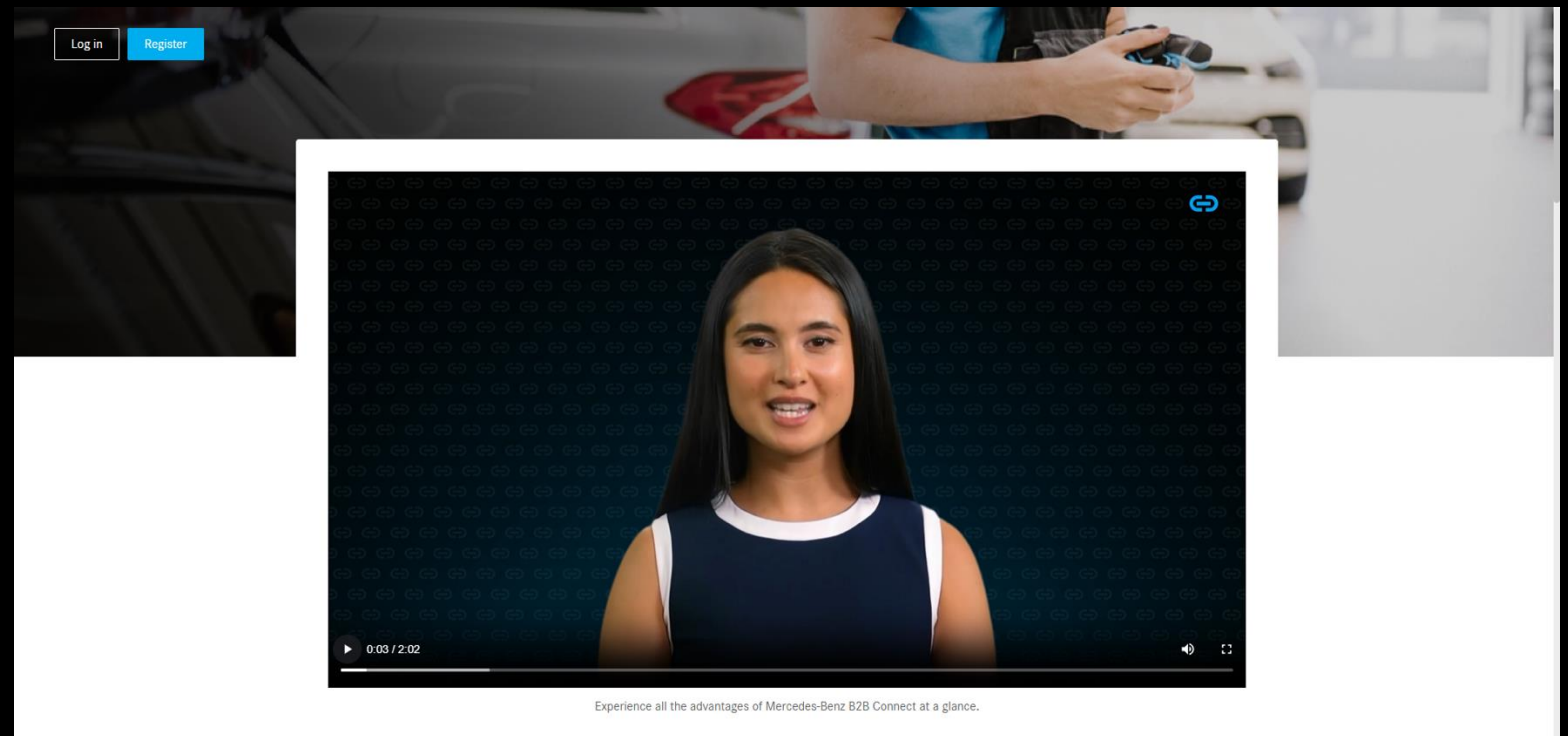 Log in
Register
0:03 / 2:02
Experience all the advantages of Mercedes-Benz B2B Connect at a glance.